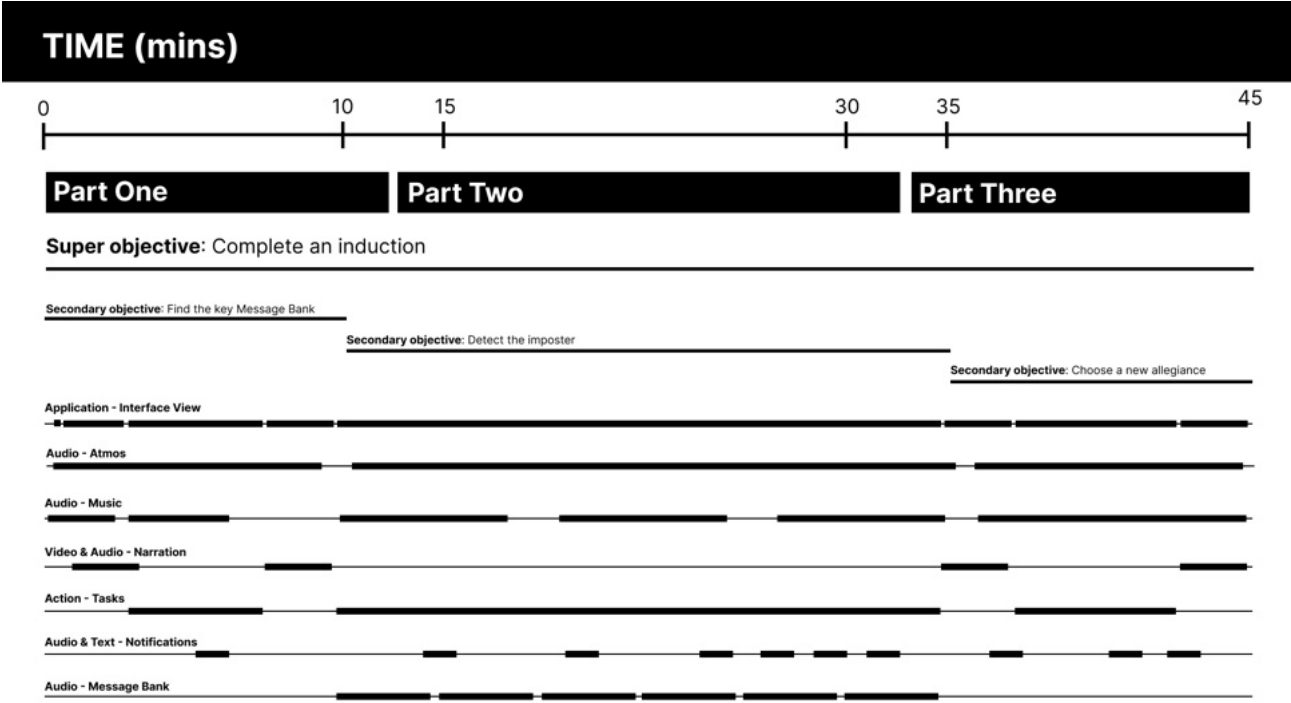 TIME (mins)
0 10 15 30 35 45
Part One Part Two Part Three
Super objective: Complete an induction
Secondary objective: Find the key Message Bank
Secondary objective: Detect the imposter
Secondary objective: Choose a new allegiance
Application - Interface View
Audio - Atmos
Audio - Music
Video & Audio - Narration
Action - Tasks
Audio & Text - Notifications
Audio - Message Bank